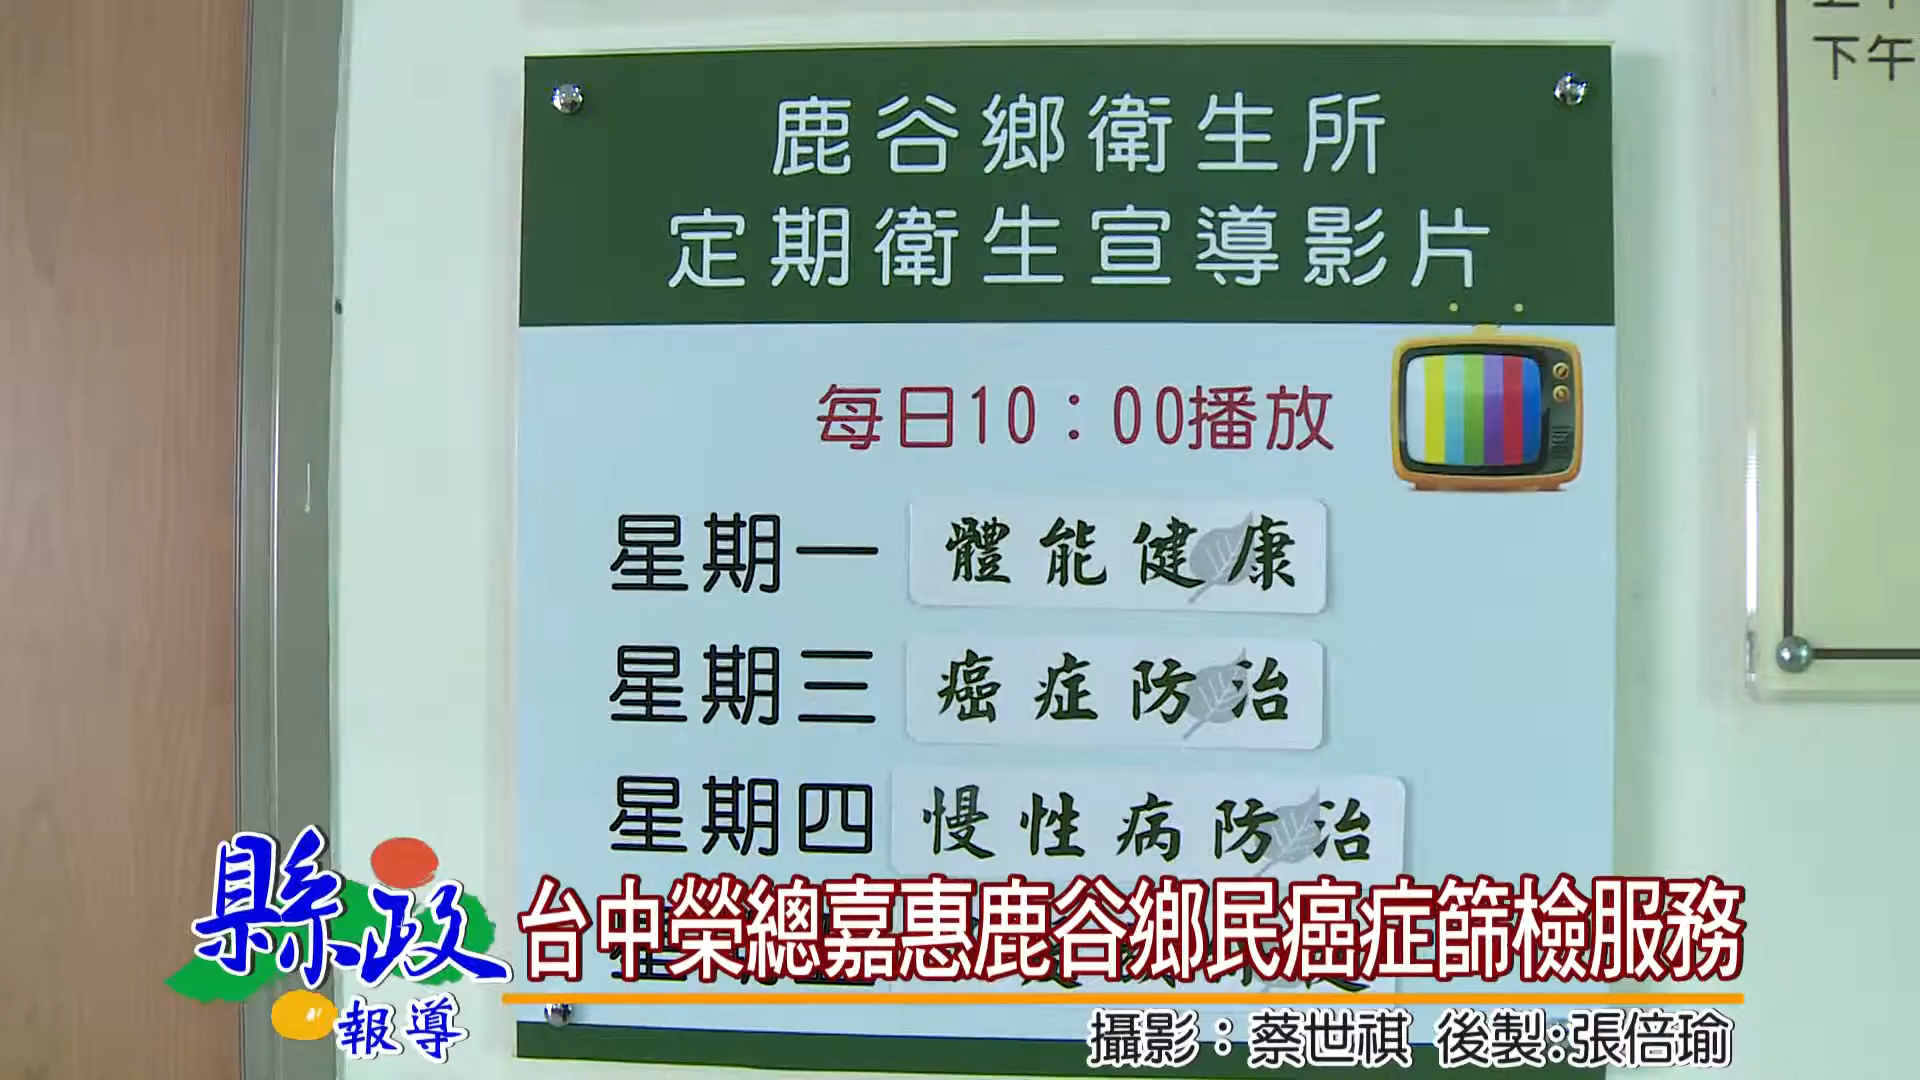 下午
鹿谷鄉衛生所
定期衛生宣導影片
每日10：00播放
星期一 體能健康
星期三 癌症防治
星期四 慢性病防治
縣政
報導
台中榮總嘉惠鹿谷鄉民癌症篩檢服務
攝影：蔡世祺 後製:張倍瑜